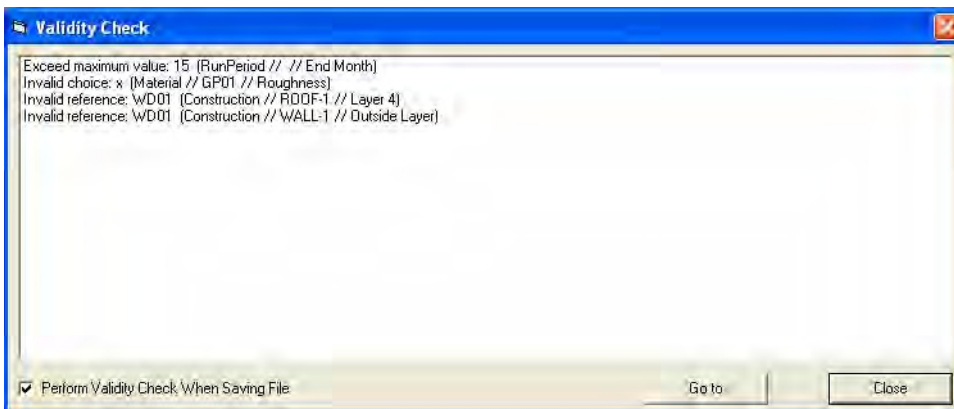 Validity Check
Exceed maximum value: 15 (RunPeriod // // End Month)
Invalid choice: x (Material // GP01 // Roughness)
Invalid reference: WD01 (Construction // ROOF-1 // Layer 4)
Invalid reference: WD01 (Construction // WALL-1 // Outside Layer)
Perform Validity Check When Saving File
Go to
Close